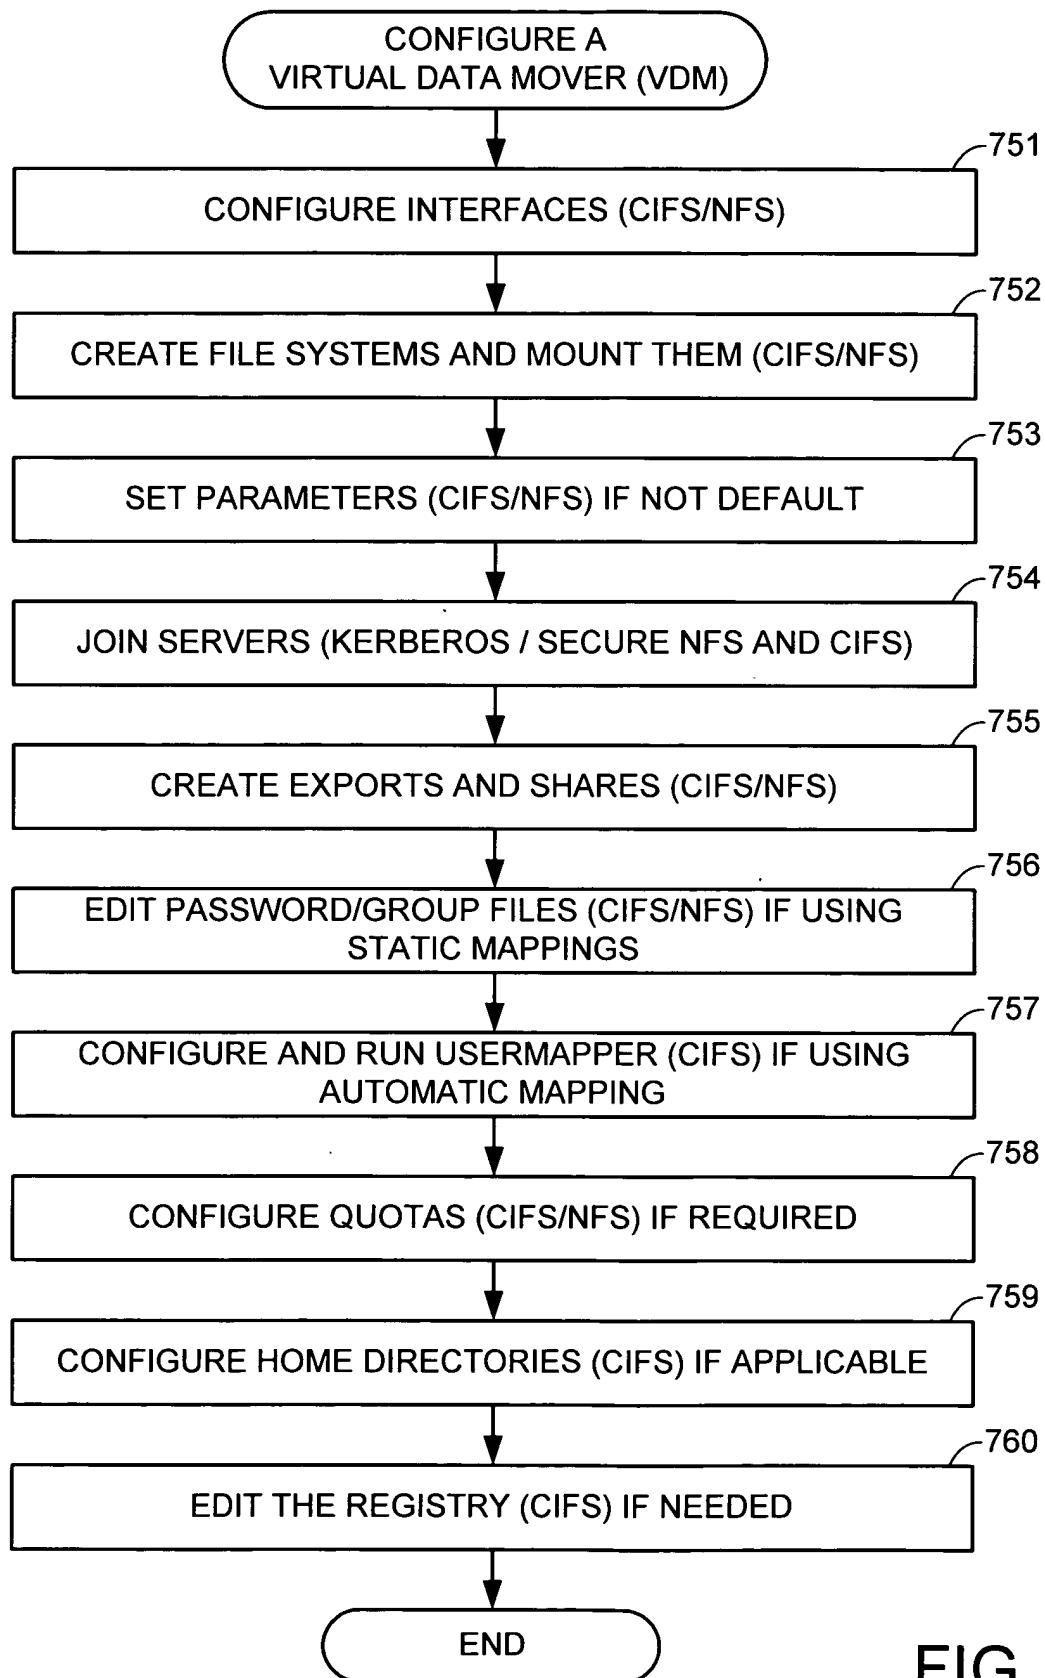 CONFIGURE A
VIRTUAL DATA MOVER (VDM)
751
CONFIGURE INTERFACES (CIFS/NFS)
752
CREATE FILE SYSTEMS AND MOUNT THEM (CIFS/NFS)
753
SET PARAMETERS (CIFS/NFS) IF NOT DEFAULT
754
JOIN SERVERS (KERBEROS / SECURE NFS AND CIFS)
755
CREATE EXPORTS AND SHARES (CIFS/NFS)
756
EDIT PASSWORD/GROUP FILES (CIFS/NFS) IF USING
STATIC MAPPINGS
757
CONFIGURE AND RUN USERMAPPER (CIFS) IF USING
AUTOMATIC MAPPING
758
CONFIGURE QUOTAS (CIFS/NFS) IF REQUIRED
759
CONFIGURE HOME DIRECTORIES (CIFS) IF APPLICABLE
760
EDIT THE REGISTRY (CIFS) IF NEEDED
END
FIG